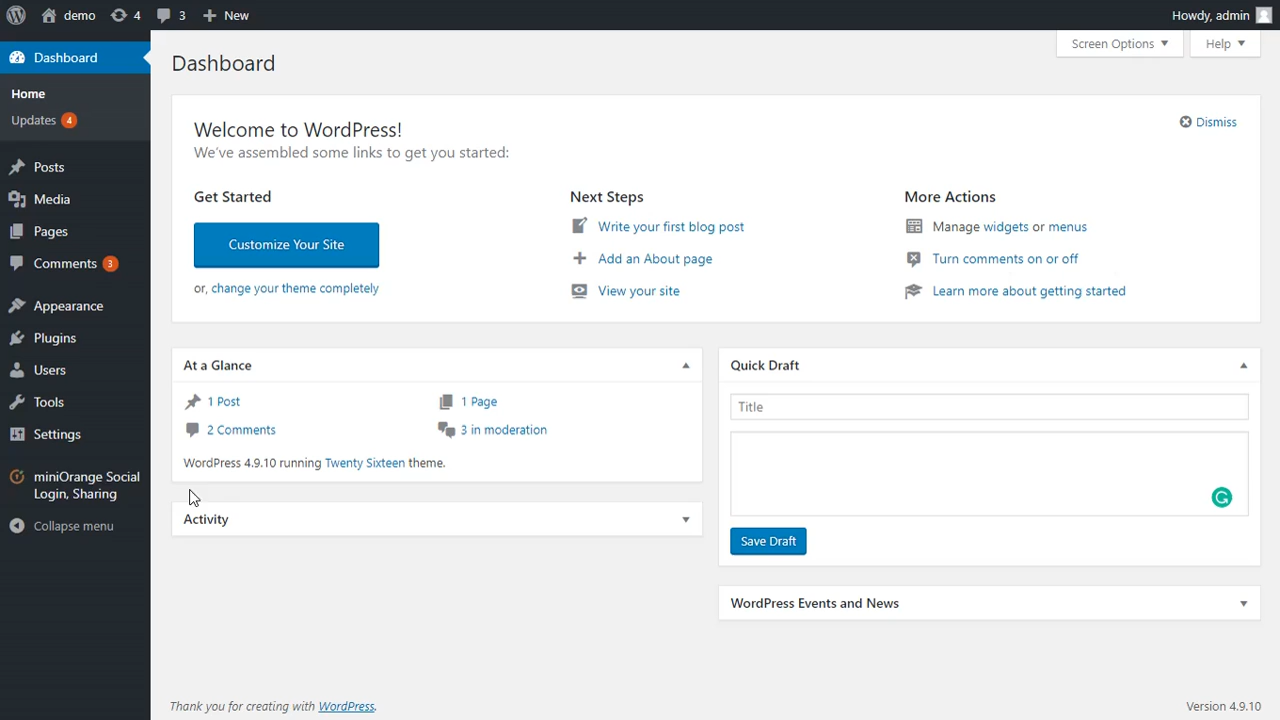 demo 4 3 New Howdy, admin
Dashboard
Home
Updates 4
Posts
Media
Pages
Comments 3
Appearance
Plugins
Users
Tools
Settings
miniOrange Social
Login, Sharing
Collapse menu
Screen Options Help
Dashboard
Welcome to WordPress!
Dismiss
We've assembled some links to get you started:
Get Started
Customize Your Site
or, change your theme completely
Next Steps
Write your first blog post
Add an About page
View your site
More Actions
Manage widgets or menus
Turn comments on or off
Learn more about getting started
At a Glance
1 Post 1 Page
2 Comments 3 in moderation
WordPress 4.9.10 running Twenty Sixteen theme.
Activity
Quick Draft
Title
Save Draft
WordPress Events and News
Thank you for creating with WordPress. Version 4.9.10